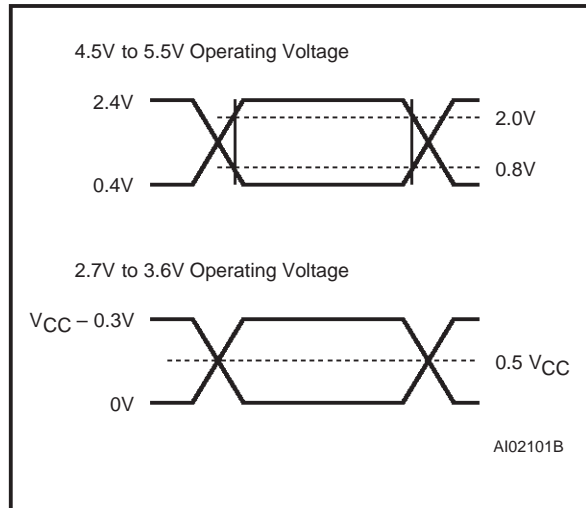 4.5V to 5.5V Operating Voltage
2.4V
2.0V
0.8V
0.4V
2.7V to 3.6V Operating Voltage
VCC – 0.3V
0.5 VCC
0V
AI02101B